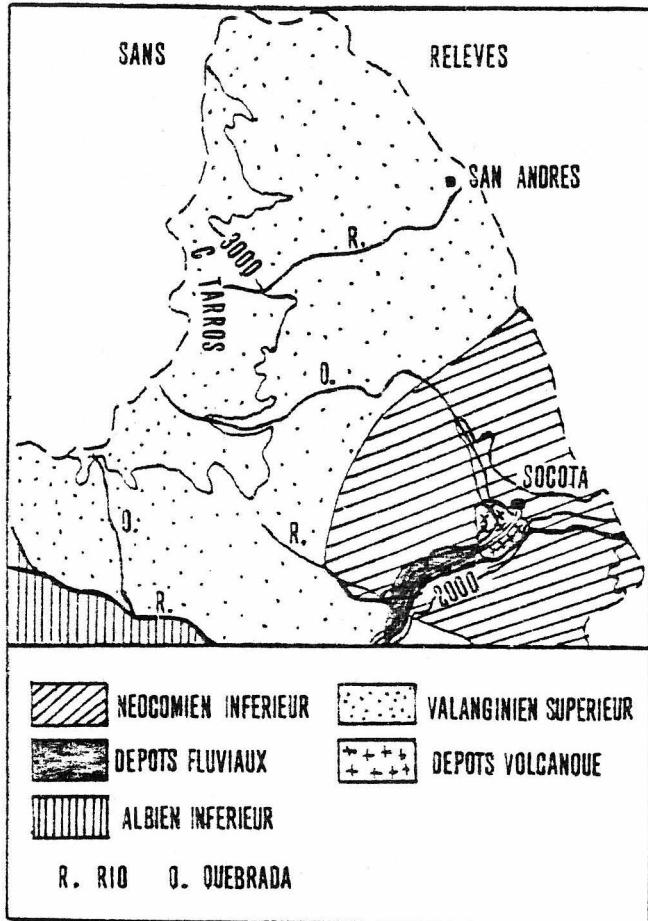 SANS RELEVES
SAN ANDRES
R.
3000
C TARROS
Q.
SOCOTA
Q.
R.
2000
R.
NEOCOMIEN INFERIEUR
VALANGINIEN SUPERIEUR
DEPOTS FLUVIAUX
DEPOTS VOLCANQUE
ALBIEN INFERIEUR
R. RIO Q. QUEBRADA